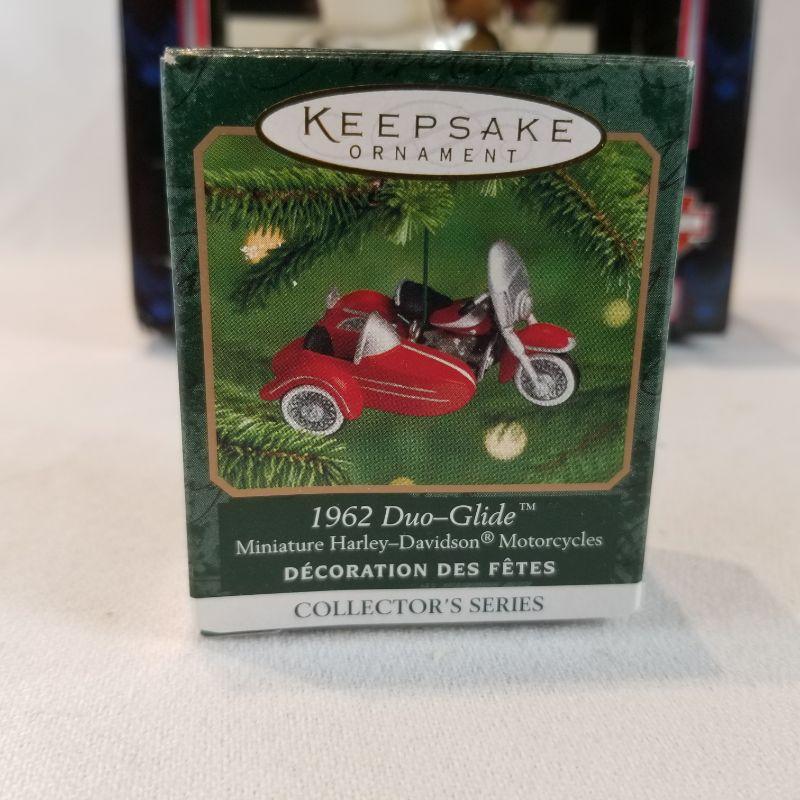 KEEPSAKE
ORNAMENT
1962 Duo–Glide™
Miniature Harley–Davidson® Motorcycles
DÉCORATION DES FÊTES
COLLECTOR'S SERIES